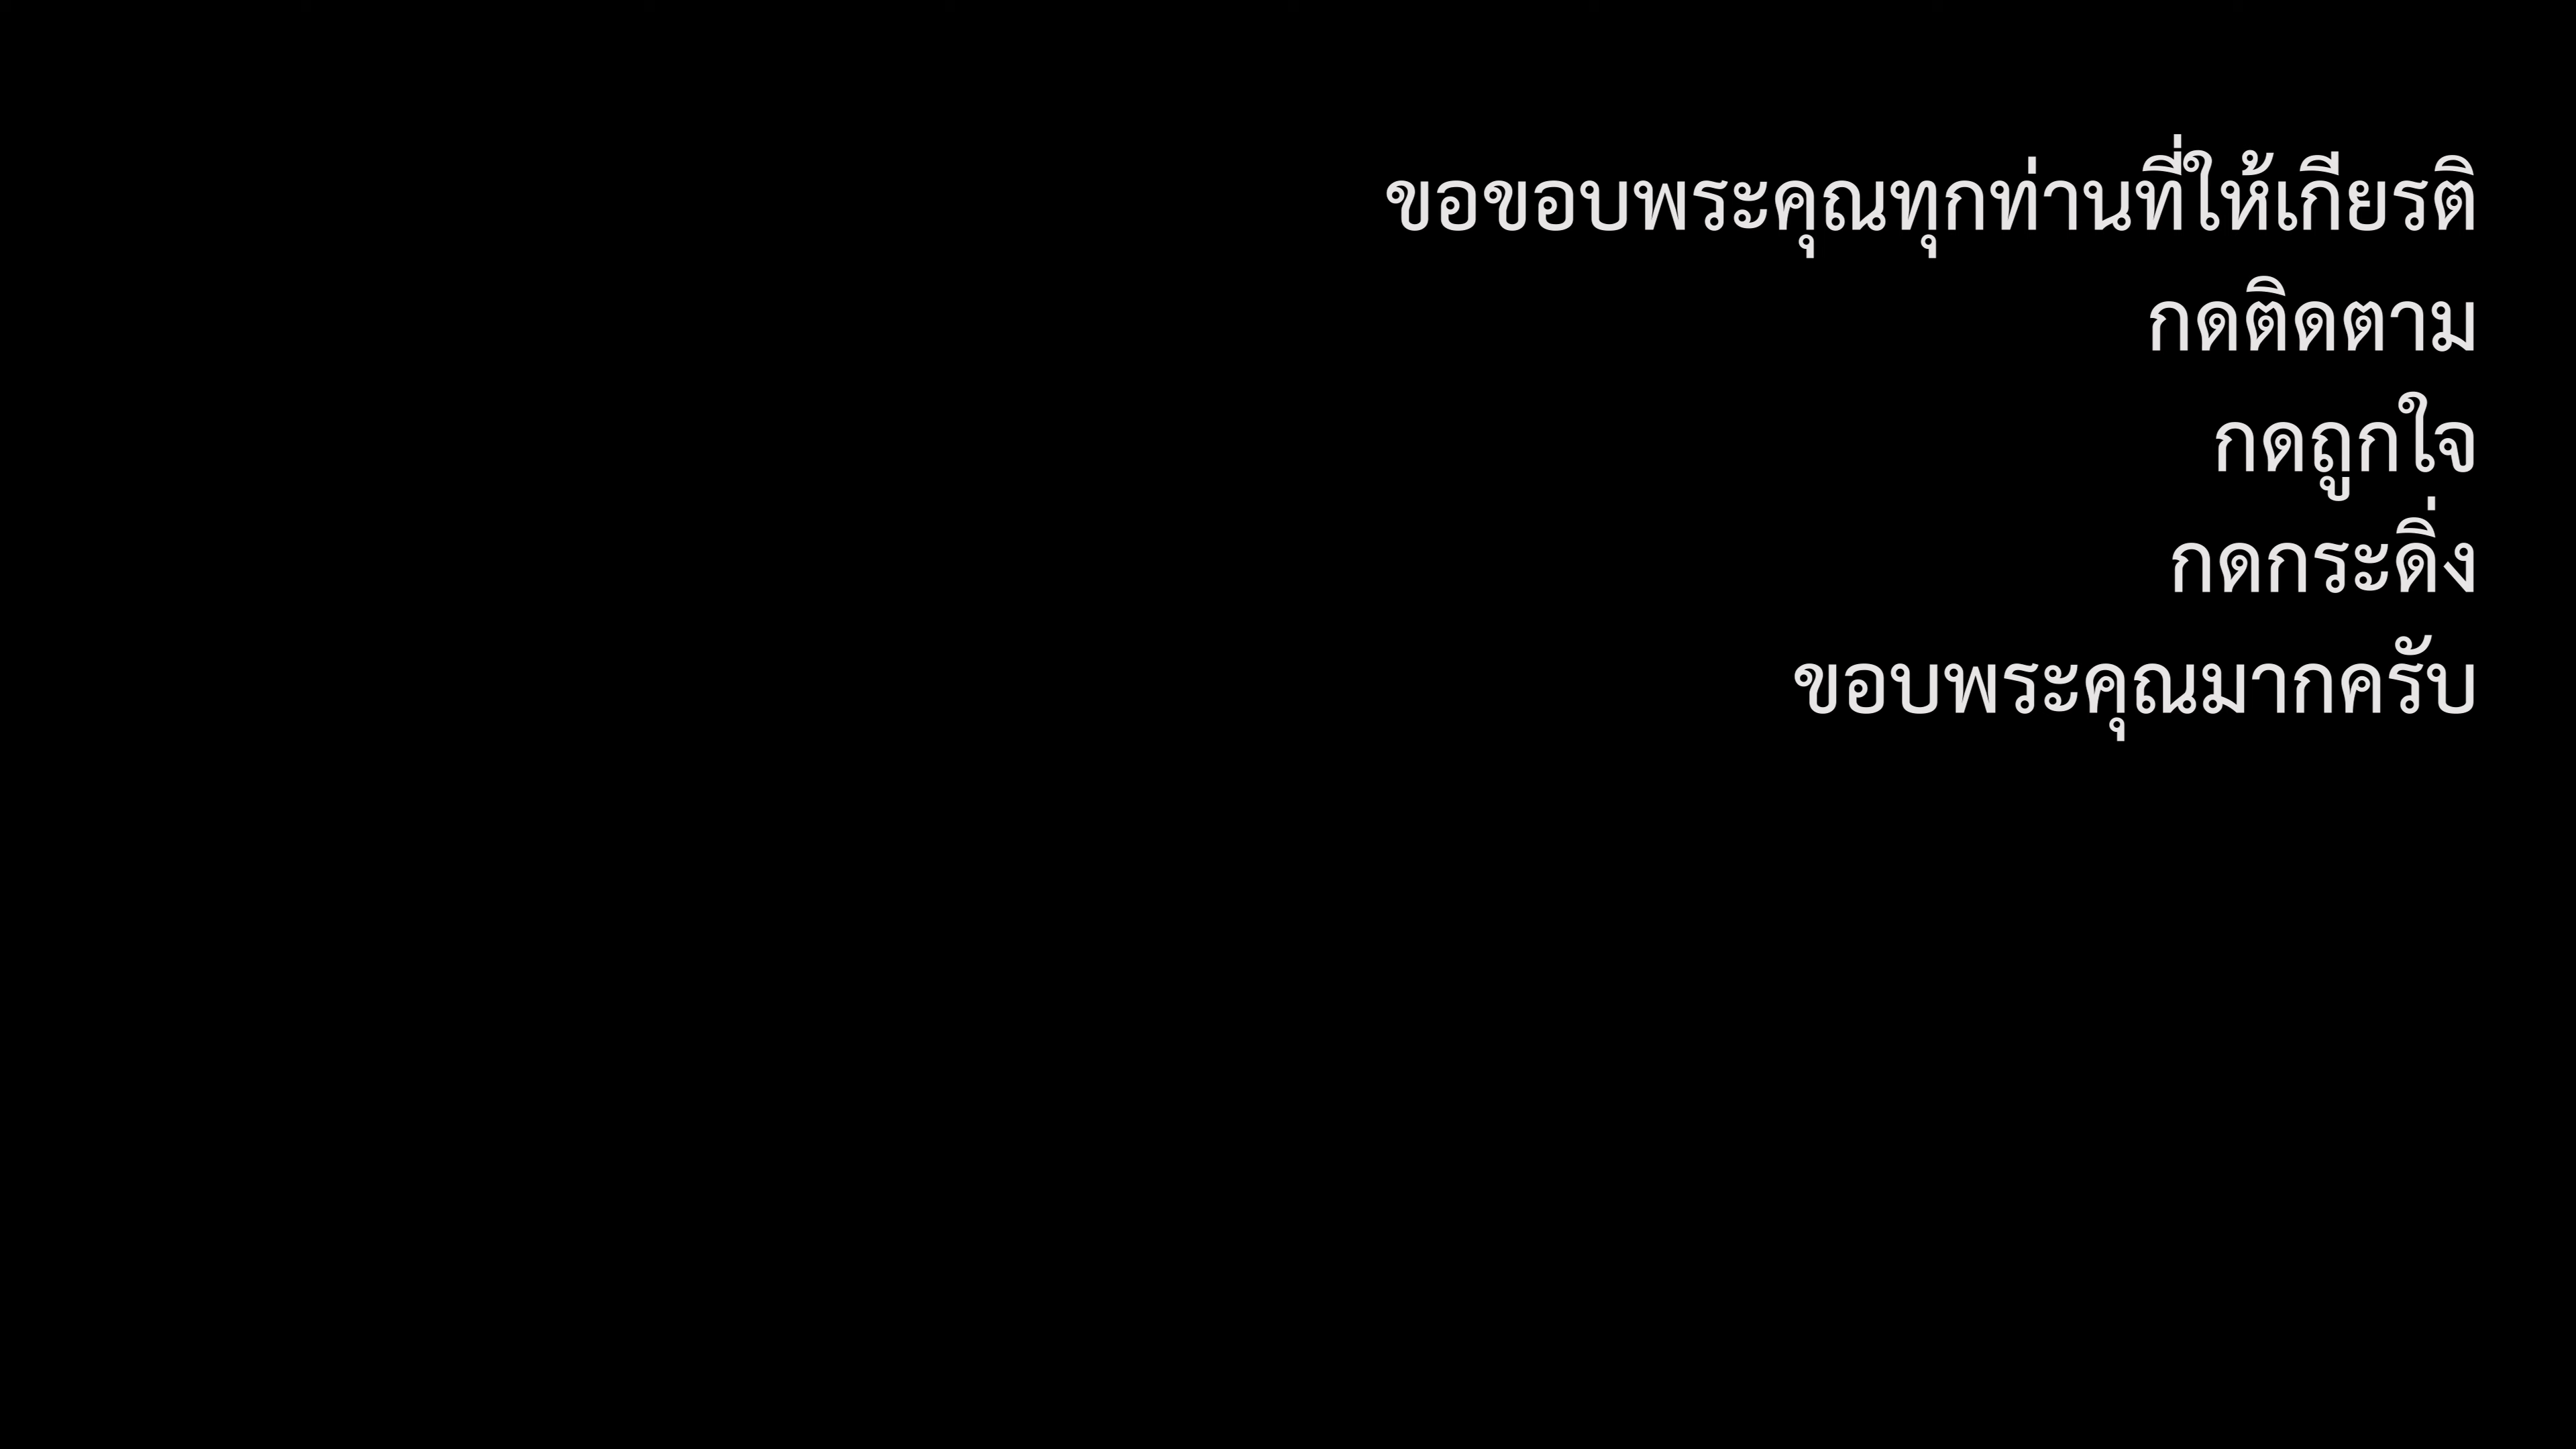 ขอขอบพระคุณทุกท่านที่ให้เกียรติ
กดติดตาม
กดถูกใจ
กดกระดิ่ง
ขอบพระคุณมากครับ